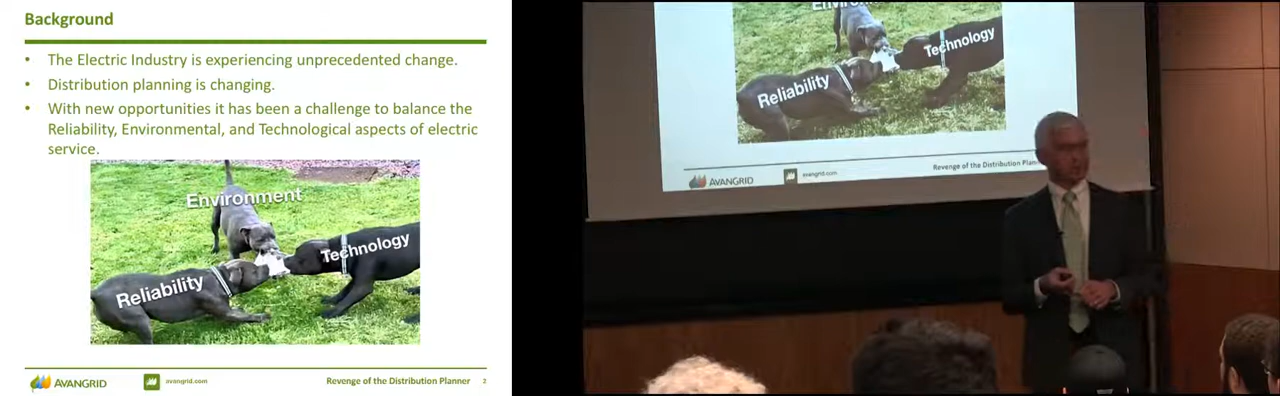 Background
• The Electric Industry is experiencing unprecedented change.
• Distribution planning is changing.
• With new opportunities it has been a challenge to balance the
Reliability, Environmental, and Technological aspects of electric
service.
Environment
Technology
Reliability
AVANGRID
avangrid.com
Revenge of the Distribution Planner
2
Technology
Reliability
AVANGRID
avangrid.com
Revenge of the Distribution